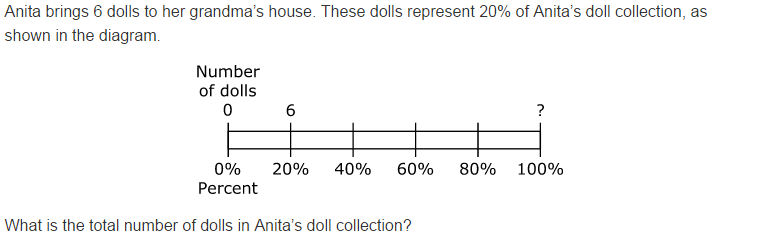 Anita brings 6 dolls to her grandma's house. These dolls represent 20% of Anita's doll collection, as
shown in the diagram.
Number
of dolls
0 6 ?
0% 20% 40% 60% 80% 100%
Percent
What is the total number of dolls in Anita's doll collection?